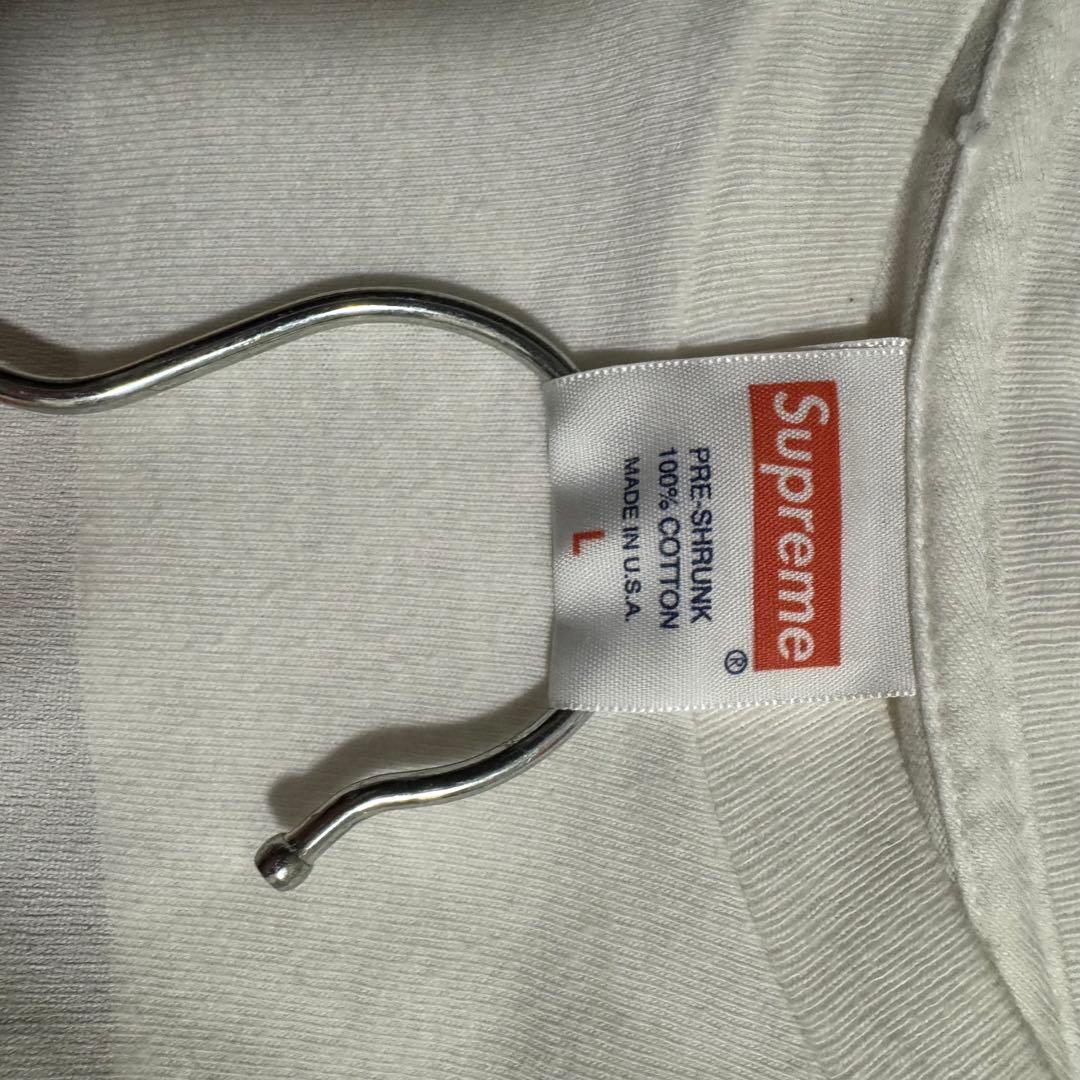 Supreme
®
PRE-SHRUNK
100% COTTON
MADE IN U.S.A.
L